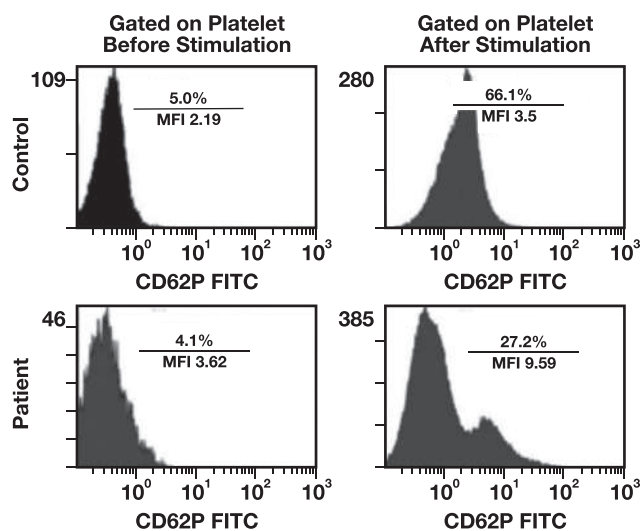 Gated on Platelet
Before Stimulation
Gated on Platelet
After Stimulation
Control
109
5.0%
MFI 2.19
10⁰ 10¹ 10² 10³
CD62P FITC
280
66.1%
MFI 3.5
10⁰ 10¹ 10² 10³
CD62P FITC
Patient
46
4.1%
MFI 3.62
10⁰ 10¹ 10² 10³
CD62P FITC
385
27.2%
MFI 9.59
10⁰ 10¹ 10² 10³
CD62P FITC